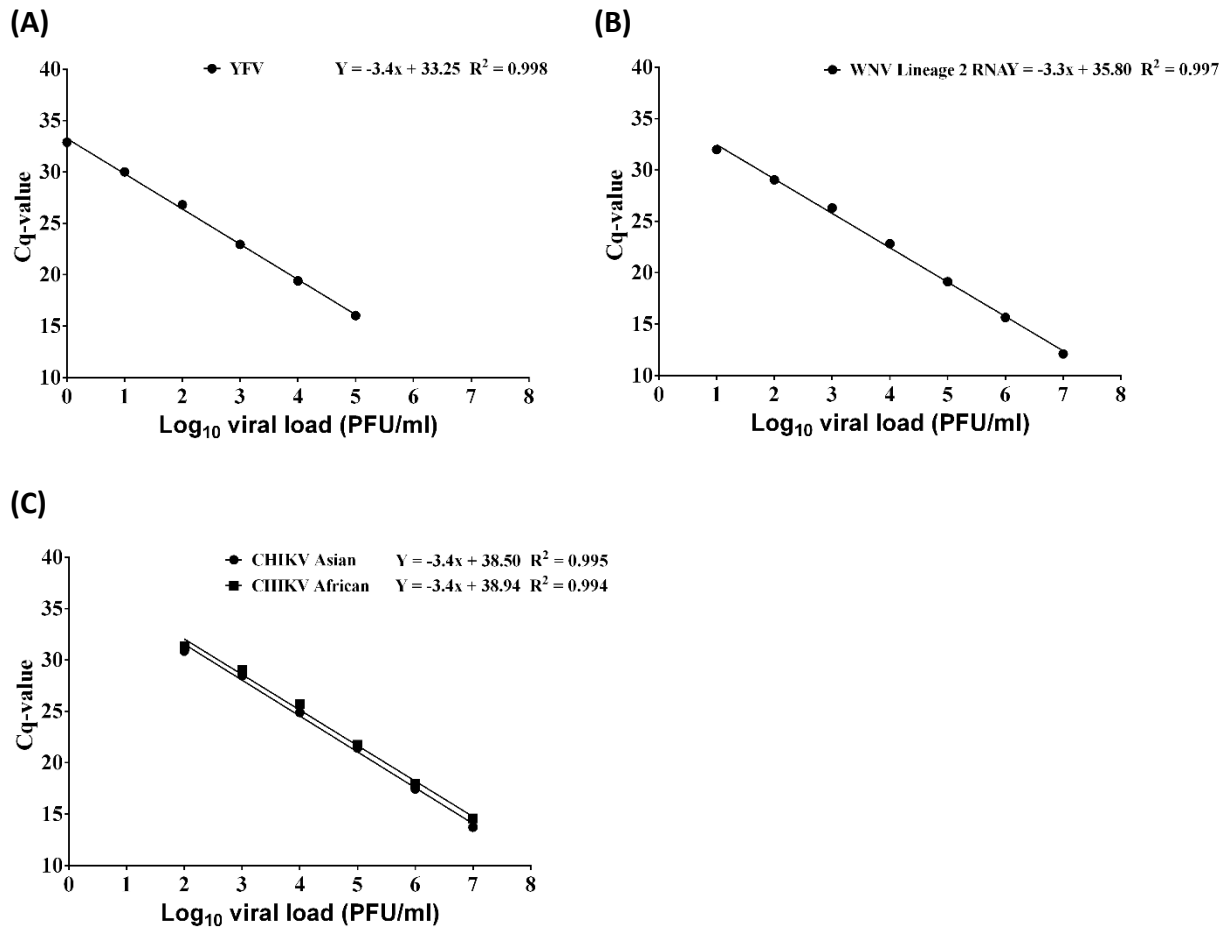 (A)
YFV Y = -3.4x + 33.25 R² = 0.998
40
35
30
25
20
15
10
Cq-value
0 1 2 3 4 5 6 7 8
Log₁₀ viral load (PFU/ml)
(B)
WNV Lineage 2 RNAY = -3.3x + 35.80 R² = 0.997
40
35
30
25
20
15
10
Cq-value
0 1 2 3 4 5 6 7 8
Log₁₀ viral load (PFU/ml)
(C)
CHIKV Asian Y = -3.4x + 38.50 R² = 0.995
CHIKV African Y = -3.4x + 38.94 R² = 0.994
40
35
30
25
20
15
10
Cq-value
0 1 2 3 4 5 6 7 8
Log₁₀ viral load (PFU/ml)